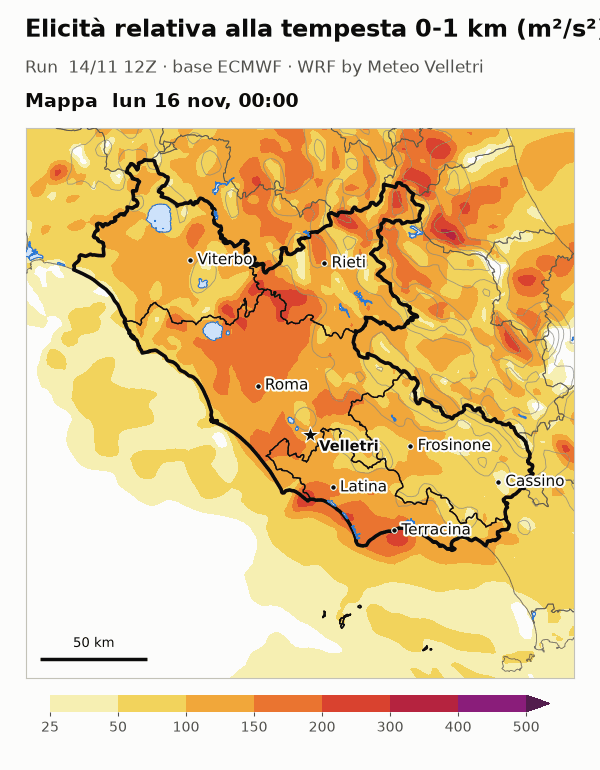 Elicità relativa alla tempesta 0-1 km (m²/s²)
Run 14/11 12Z · base ECMWF · WRF by Meteo Velletri
Mappa lun 16 nov, 00:00
Viterbo
Rieti
Roma
Velletri
Frosinone
Latina
Cassino
Terracina
50 km
25 50 100 150 200 300 400 500